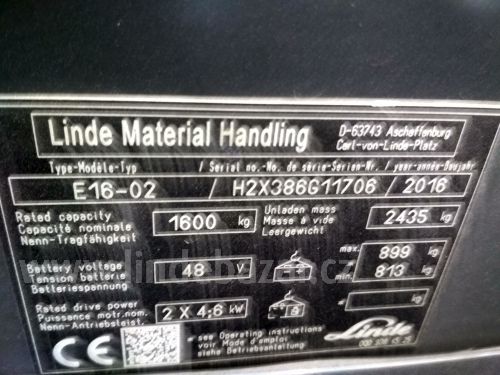 Linde Material Handling
D-63743 Aschaffenburg
Carl-von-Linde-Platz
Type-Modèle-Typ / Serial no.-No. de série-Serien-Nr. / year-année-Baujahr
E16-02 / H2X386G11706 / 2016
Rated capacity
Capacité nominale
Nenn-Tragfähigkeit
1600 kg
Unladen mass
Masse à vide
Leergewicht
2435 kg
Battery voltage
Tension batterie
Batteriespannung
48 V
max. 899 kg
min. 813 kg
Rated drive power
Puissance motr.nom.
Nenn-Antriebsleist.
2 X 4,6 kW
kg
CE
* see Operating instructions
voir Mode d'emploi
siehe Betriebsanleitung
Linde
www.lindebazar.cz